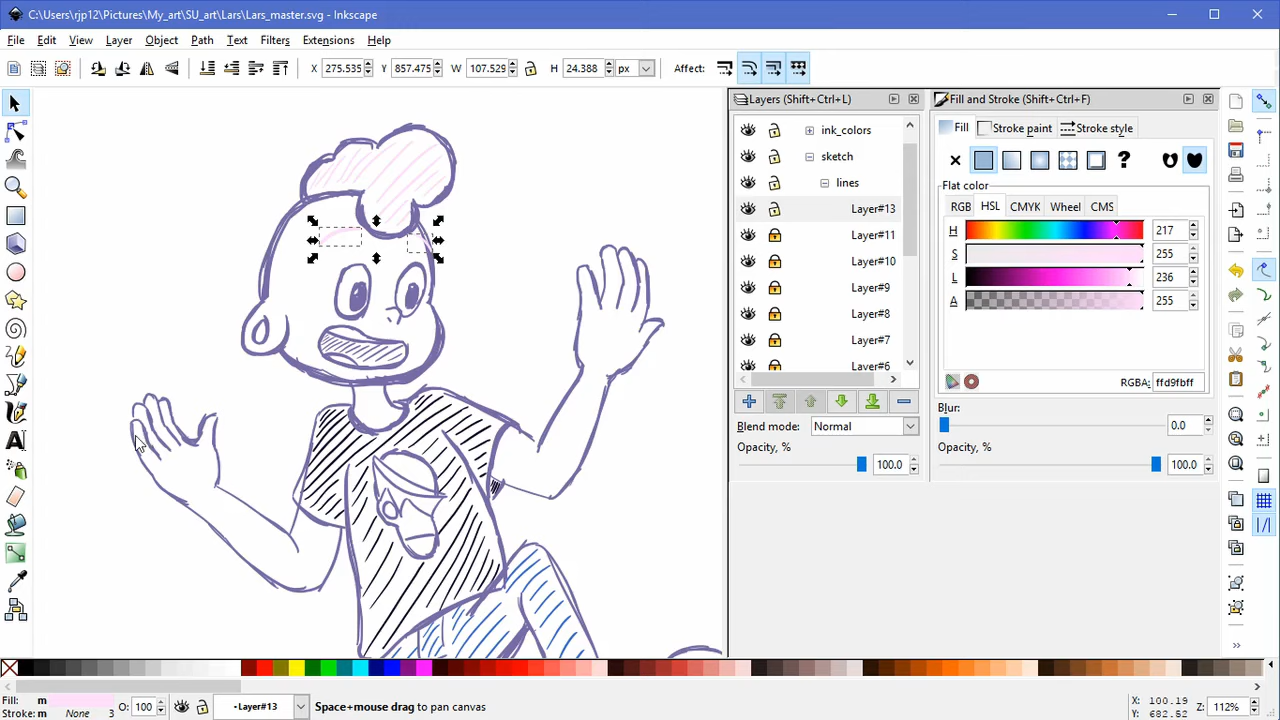 C:\Users\rjp12\Pictures\My_art\SU_art\Lars\Lars_master.svg - Inkscape
File Edit View Layer Object Path Text Filters Extensions Help
X 275.535 Y 857.475 W 107.529 H 24.388 px Affect:
Layers (Shift+Ctrl+L)
ink_colors
sketch
lines
Layer#13
Layer#11
Layer#10
Layer#9
Layer#8
Layer#7
Layer#6
Blend mode: Normal
Opacity, % 100.0
Fill and Stroke (Shift+Ctrl+F)
Fill Stroke paint Stroke style
Flat color
RGB HSL CMYK Wheel CMS
H 217
S 255
L 236
A 255
RGBA: ffd9fbff
Blur:
0.0
Opacity, %
100.0
Fill: m
Stroke: m None 3
O: 100
-Layer#13
Space+mouse drag to pan canvas
X: 100.19
Y: 682.52
Z: 112%